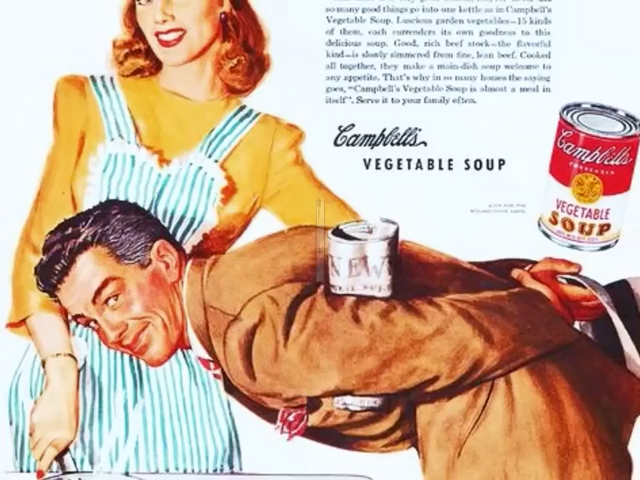 so many good things go into one kettle as in Campbell's
Vegetable Soup. Luscious garden vegetables—15 kinds
of them, each surrenders its own goodness to this
delicious soup. Good, rich beef stock—the flavorful
kind—is slowly simmered from fine, lean beef. Cooked
all together, they make a main-dish soup welcome to
any appetite. That's why in so many homes the saying
goes, "Campbell's Vegetable Soup is almost a meal in
itself". Serve it to your family often.
Campbell's
VEGETABLE SOUP
Campbell's
CONDENSED
VEGETABLE
SOUP
NEWS